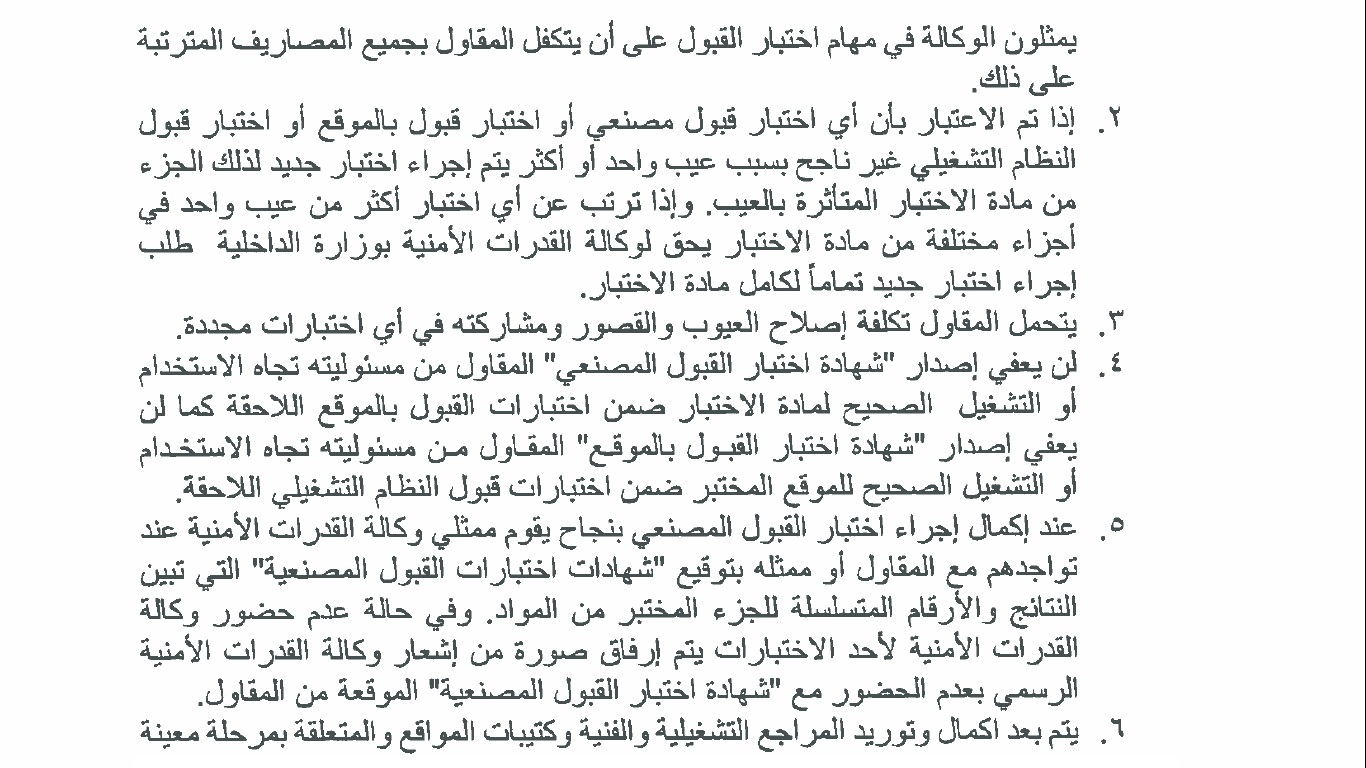 يمثلون الوكالة في مهام اختبار القبول على أن يتكفل المقاول بجميع المصاريف المترتبة
على ذلك.
٢. إذا تم الاعتبار بأن أي اختبار قبول مصنعي أو اختبار قبول بالموقع أو اختبار قبول
النظام التشغيلي غير ناجح بسبب عيب واحد أو أكثر يتم إجراء اختبار جديد لذلك الجزء
من مادة الاختبار المتأثرة بالعيب. وإذا ترتب عن أي اختبار أكثر من عيب واحد في
أجزاء مختلفة من مادة الاختبار يحق لوكالة القدرات الأمنية بوزارة الداخلية طلب
إجراء اختبار جديد تماماً لكامل مادة الاختبار.
٣. يتحمل المقاول تكلفة إصلاح العيوب والقصور ومشاركته في أي اختبارات مجددة.
٤. لن يعفي إصدار "شهادة اختبار القبول المصنعي" المقاول من مسئوليته تجاه الاستخدام
أو التشغيل الصحيح لمادة الاختبار ضمن اختبارات القبول بالموقع اللاحقة كما لن
يعفي إصدار "شهادة اختبار القبول بالموقع" المقاول من مسئوليته تجاه الاستخدام
أو التشغيل الصحيح للموقع المختبر ضمن اختبارات قبول النظام التشغيلي اللاحقة.
٥. عند إكمال إجراء اختبار القبول المصنعي بنجاح يقوم ممثلي وكالة القدرات الأمنية عند
تواجدهم مع المقاول أو ممثله بتوقيع "شهادات اختبارات القبول المصنعية" التي تبين
النتائج والأرقام المتسلسلة للجزء المختبر من المواد. وفي حالة عدم حضور وكالة
القدرات الأمنية لأحد الاختبارات يتم إرفاق صورة من إشعار وكالة القدرات الأمنية
الرسمي بعدم الحضور مع "شهادة اختبار القبول المصنعية" الموقعة من المقاول.
٦. يتم بعد اكمال وتوريد المراجع التشغيلية والفنية وكتيبات المواقع والمتعلقة بمرحلة معينة